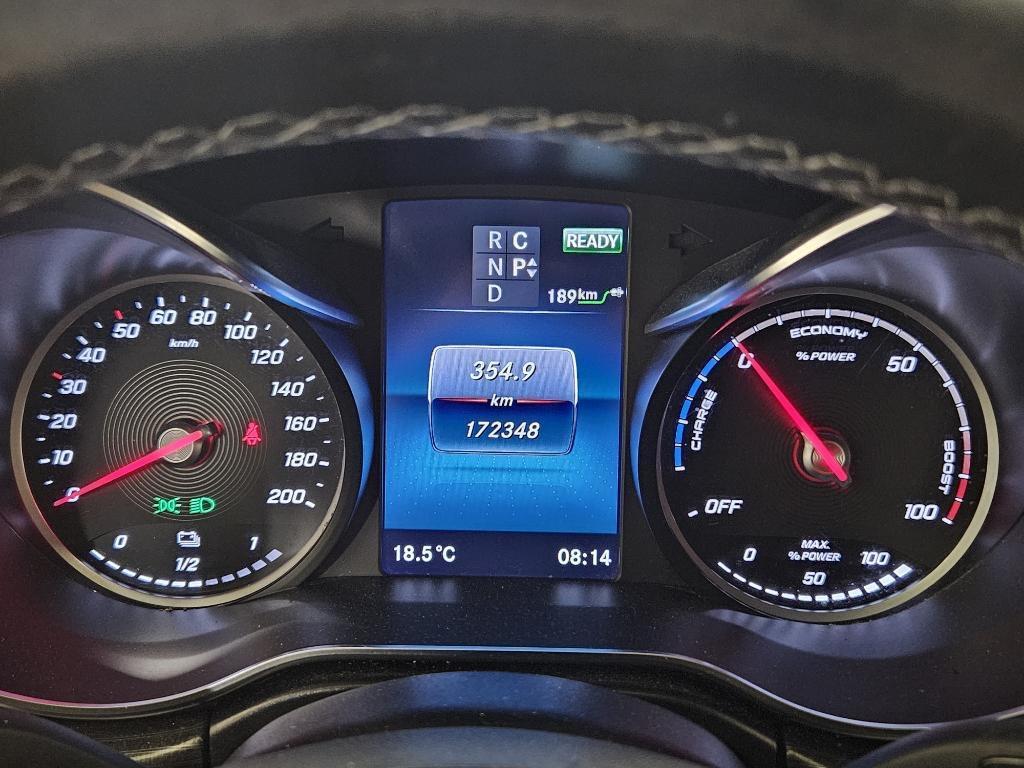 R C READY
N P
D 189km
354.9
km
172348
18.5°C 08:14
0
10
20
30
40
50
60
80
100
120
140
160
180
200
km/h
0 1/2 1
OFF
CHARGE
0
ECONOMY
% POWER
50
BOOST
100
MAX.
% POWER
0 50 100